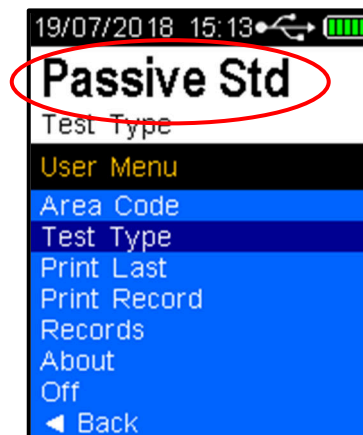 19/07/2018 15:13
Passive Std
Test Type
User Menu
Area Code
Test Type
Print Last
Print Record
Records
About
Off
◄ Back